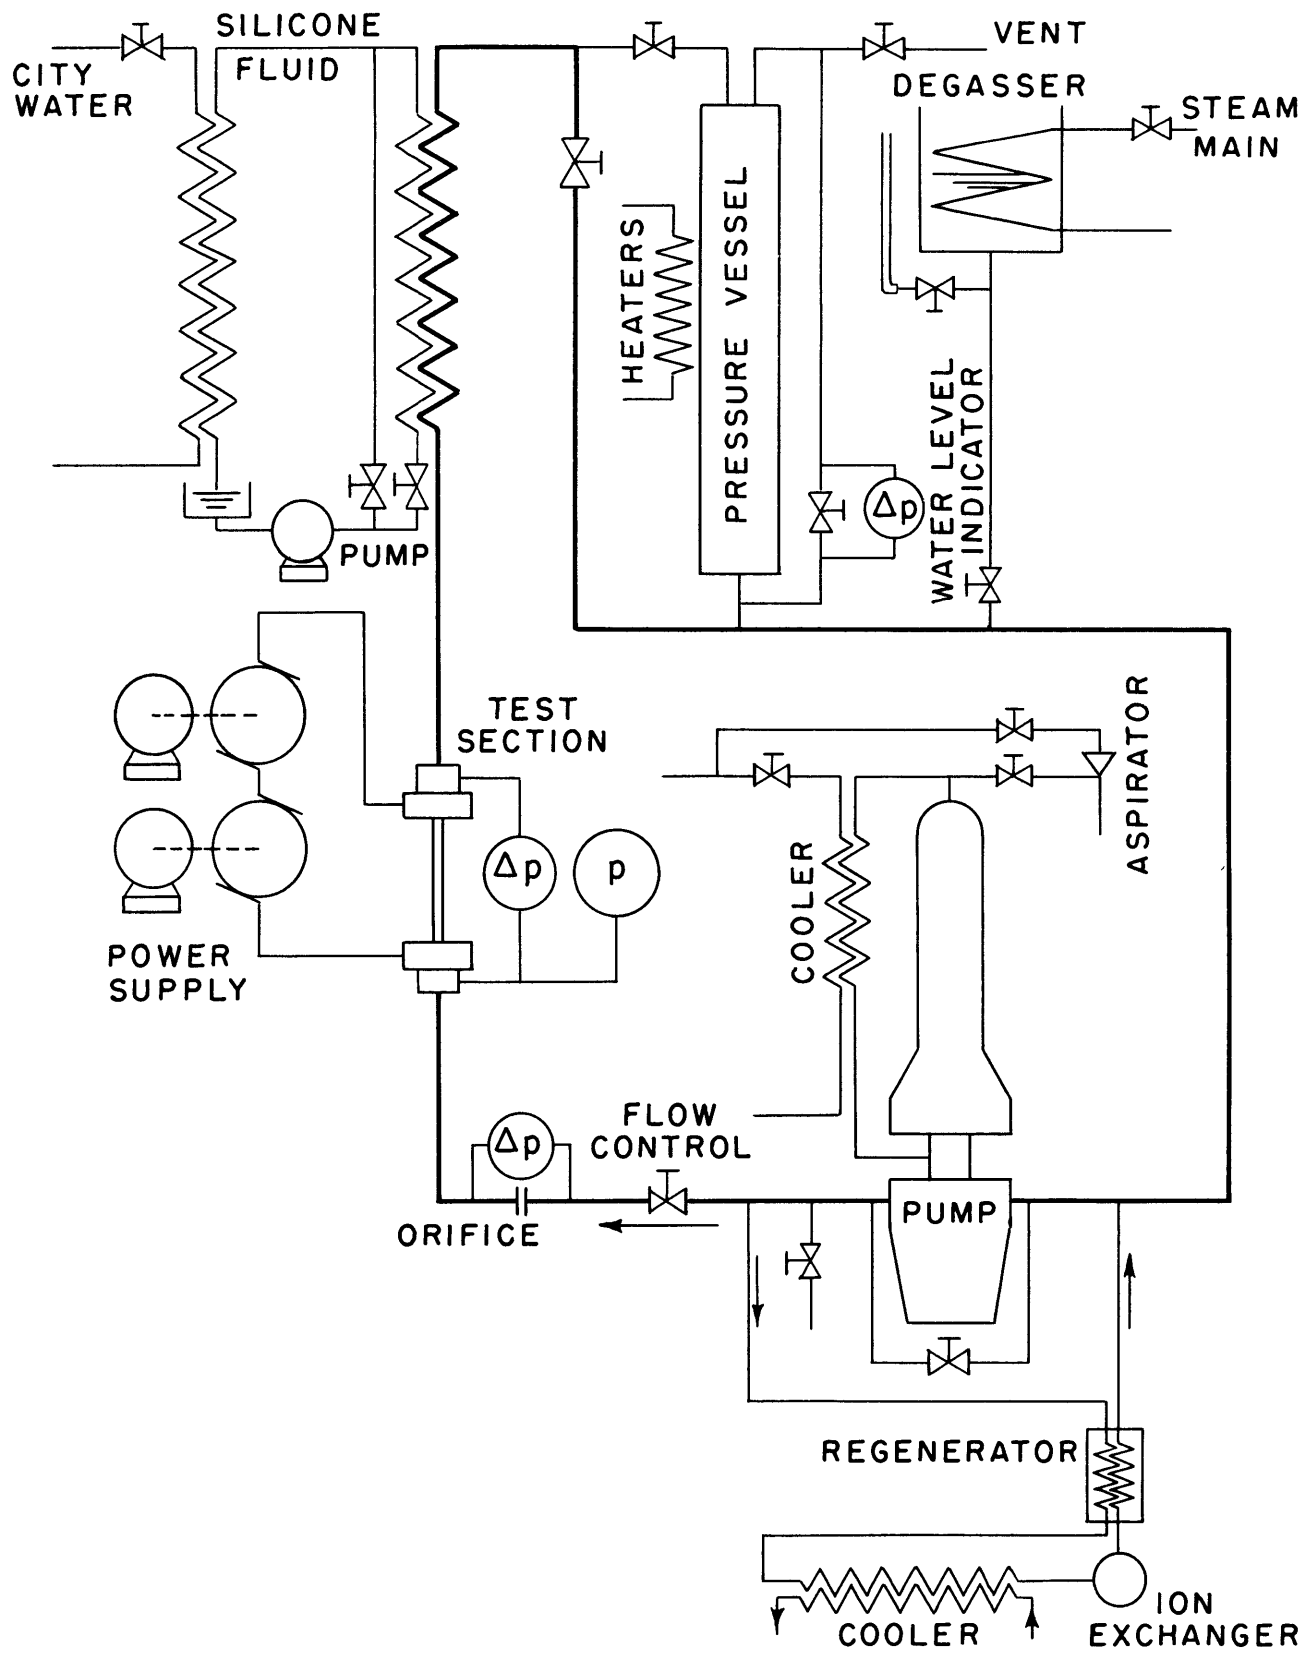 SILICONE
FLUID
CITY
WATER
VENT
DEGASSER
STEAM
MAIN
HEATERS
PRESSURE VESSEL
Δp
WATER LEVEL
INDICATOR
PUMP
TEST
SECTION
Δp
p
POWER
SUPPLY
COOLER
ASPIRATOR
FLOW
CONTROL
Δp
ORIFICE
PUMP
REGENERATOR
COOLER
ION
EXCHANGER